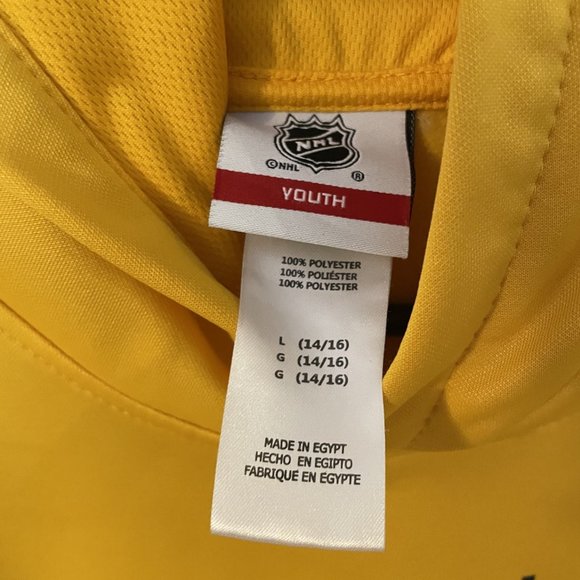 NHL
©NHL ®
YOUTH
100% POLYESTER
100% POLIÉSTER
100% POLYESTER
L (14/16)
G (14/16)
G (14/16)
MADE IN EGYPT
HECHO EN EGIPTO
FABRIQUÉ EN EGYPTE